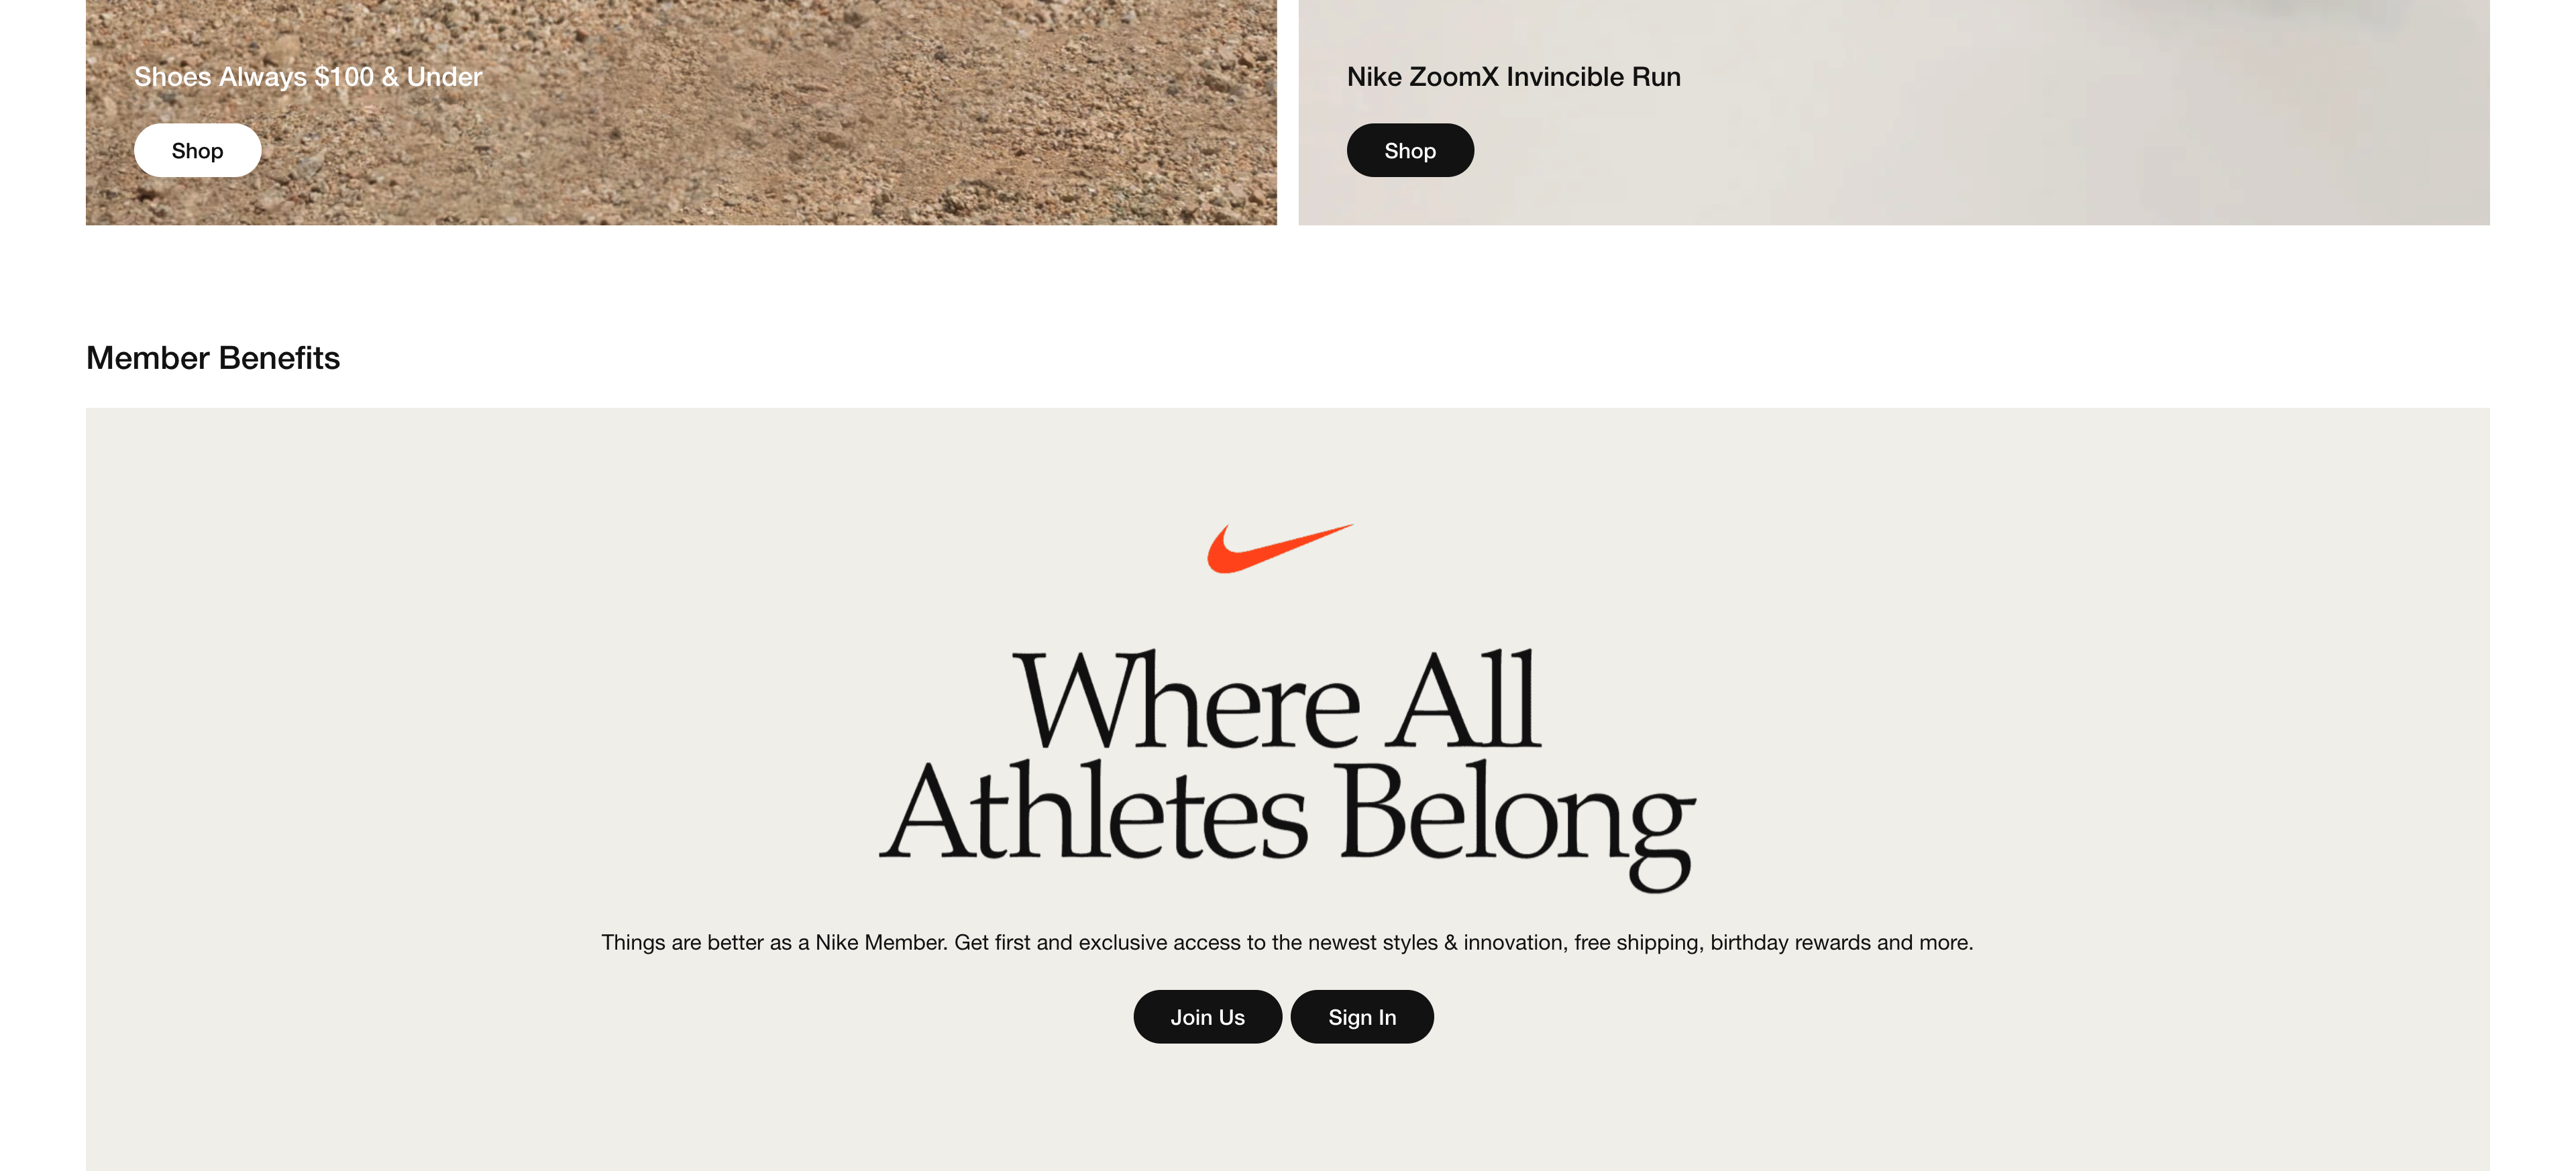 Shoes Always $100 & Under
Shop
Nike ZoomX Invincible Run
Shop
Member Benefits
Where All
Athletes Belong
Things are better as a Nike Member. Get first and exclusive access to the newest styles & innovation, free shipping, birthday rewards and more.
Join Us
Sign In